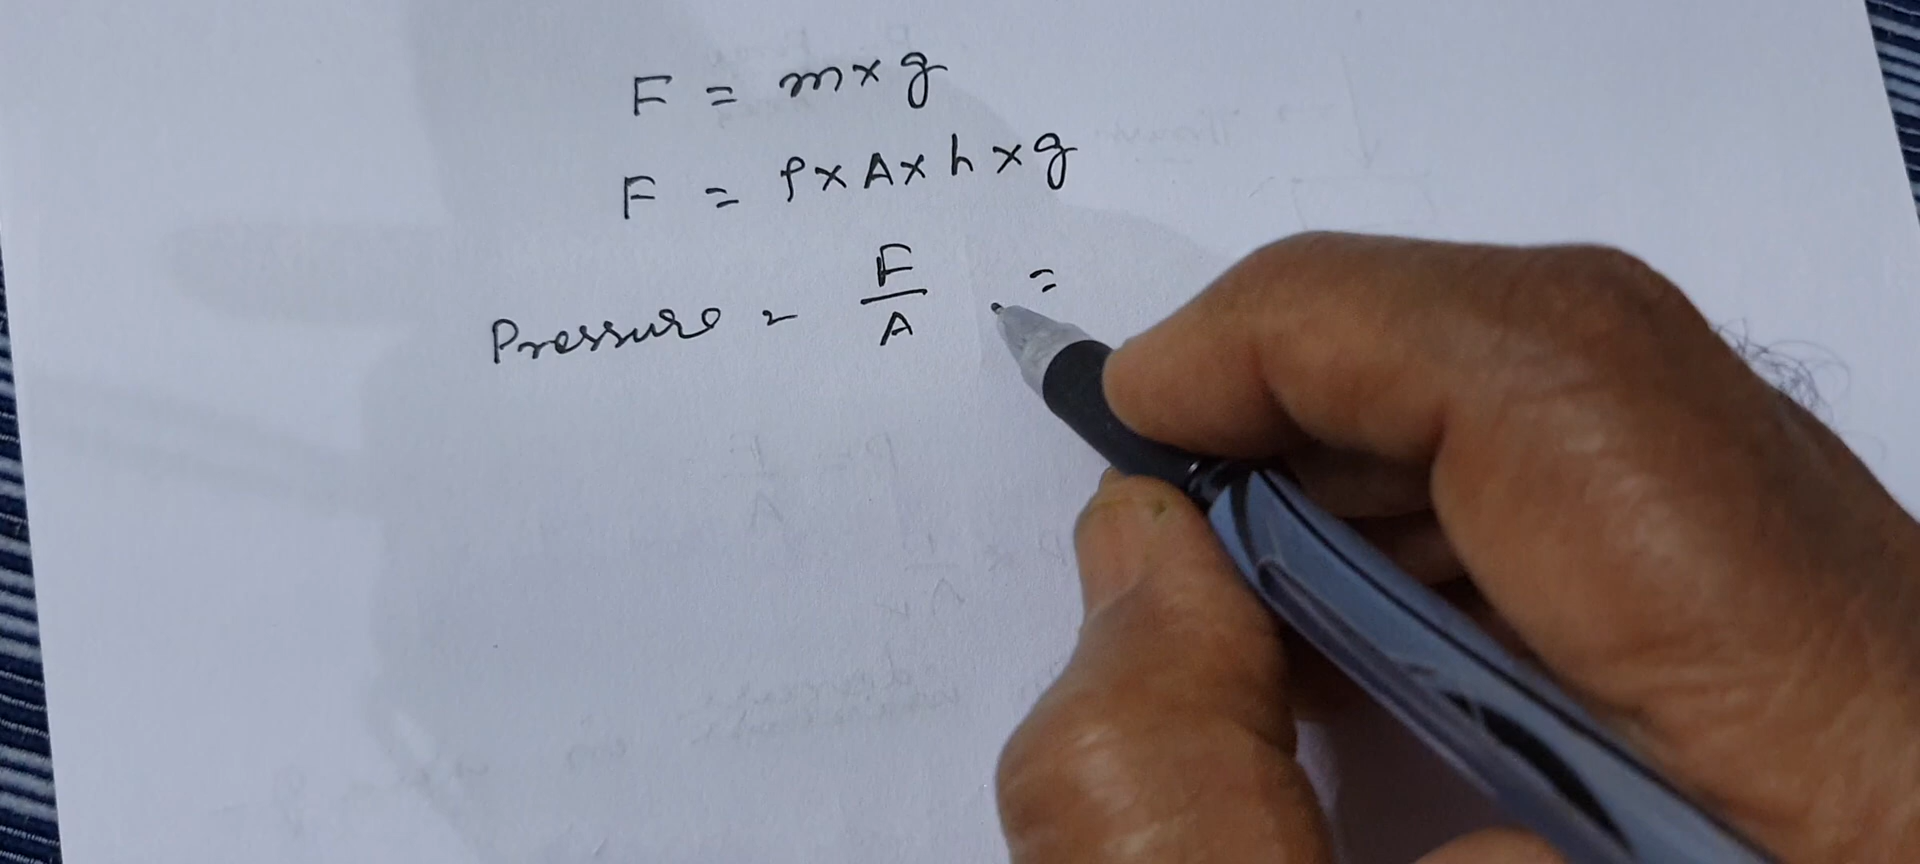 F = m × g
F = ρ × A × h × g
Pressure = F/A =